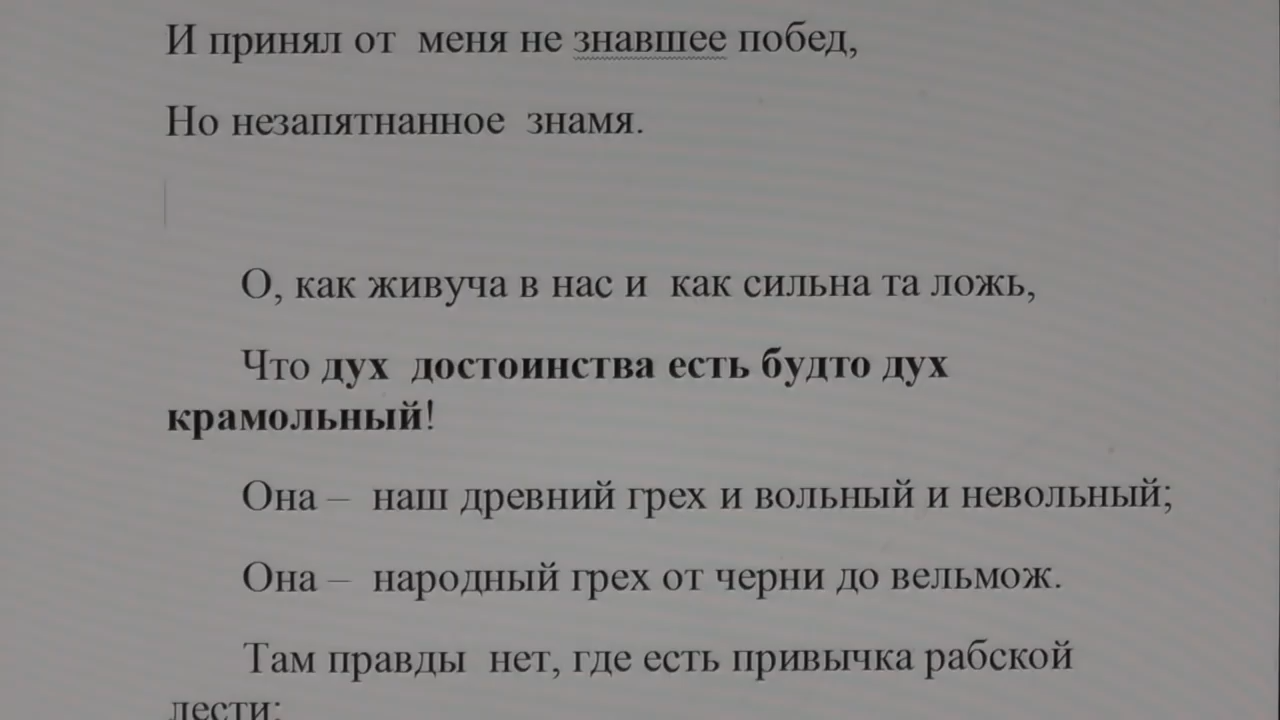 И принял от меня не знавшее побед,
Но незапятнанное знамя.
О, как живуча в нас и как сильна та ложь,
Что дух достоинства есть будто дух
крамольный!
Она – наш древний грех и вольный и невольный;
Она – народный грех от черни до вельмож.
Там правды нет, где есть привычка рабской
лести;